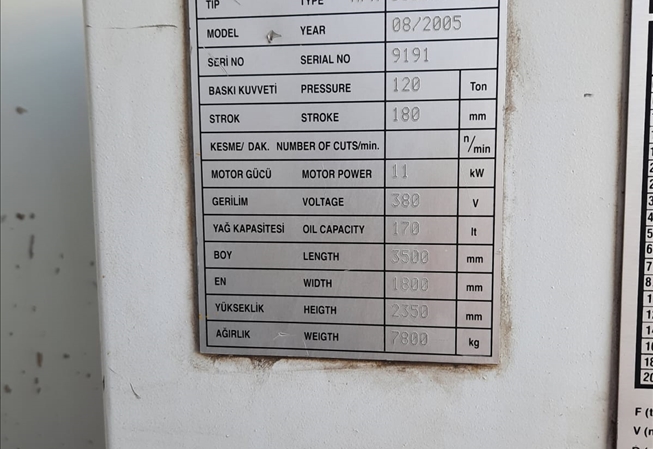 TİP TYPE
MODEL YEAR 08/2005
SERİ NO SERIAL NO 9191
BASKI KUVVETİ PRESSURE 120 Ton
STROK STROKE 180 mm
KESME/ DAK. NUMBER OF CUTS/min. n/min
MOTOR GÜCÜ MOTOR POWER 11 kW
GERİLİM VOLTAGE 380 V
YAĞ KAPASİTESİ OIL CAPACITY 170 lt
BOY LENGTH 3500 mm
EN WIDTH 1800 mm
YÜKSEKLİK HEIGTH 2350 mm
AĞIRLIK WEIGTH 7800 kg
F (t
V (m